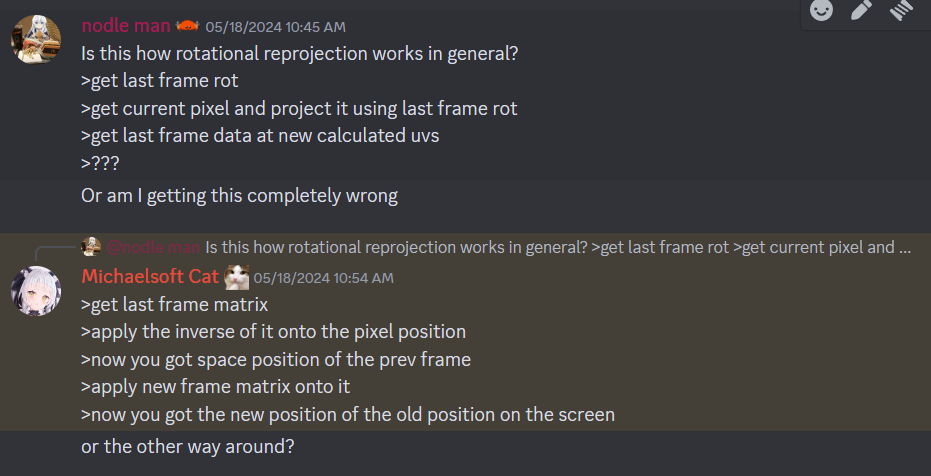 nodle man 05/18/2024 10:45 AM
Is this how rotational reprojection works in general?
>get last frame rot
>get current pixel and project it using last frame rot
>get last frame data at new calculated uvs
>???
Or am I getting this completely wrong
@nodle man Is this how rotational reprojection works in general? >get last frame rot >get current pixel and ...
Michaelsoft Cat 05/18/2024 10:54 AM
>get last frame matrix
>apply the inverse of it onto the pixel position
>now you got space position of the prev frame
>apply new frame matrix onto it
>now you got the new position of the old position on the screen
or the other way around?